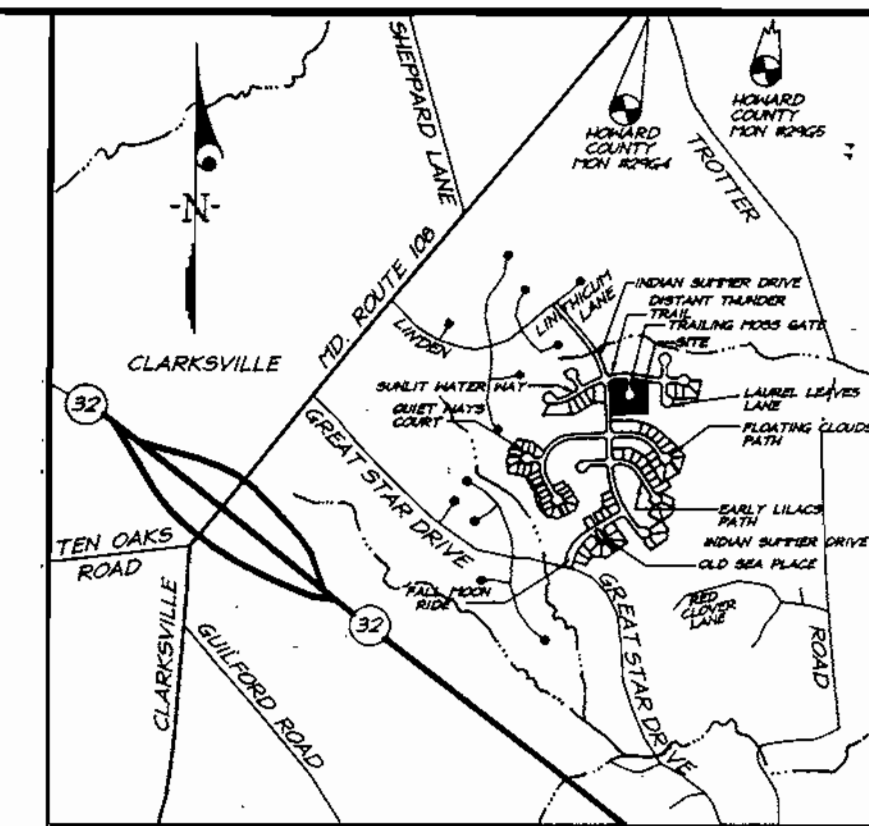 SHEPPARD LANE
HOWARD
COUNTY
MON #29G4
HOWARD
COUNTY
MON #29G5
TROTTER
-N-
MD. ROUTE 108
CLARKSVILLE
LINDEN
LINTHICUM
LANE
INDIAN SUMMER DRIVE
DISTANT THUNDER
TRAIL
TRAILING MOSS GATE
SITE
SUNLIT WATER WAY
QUIET WAYS
COURT
LAUREL LEAVES
LANE
FLOATING CLOUDS
PATH
32
GREAT STAR DRIVE
EARLY LILACS
PATH
INDIAN SUMMER DRIVE
OLD SEA PLACE
TEN OAKS
ROAD
FALL MOON
RIDE
RED
CLOVER
LANE
32
CLARKSVILLE
GUILFORD ROAD
GREAT STAR DRIVE
ROAD